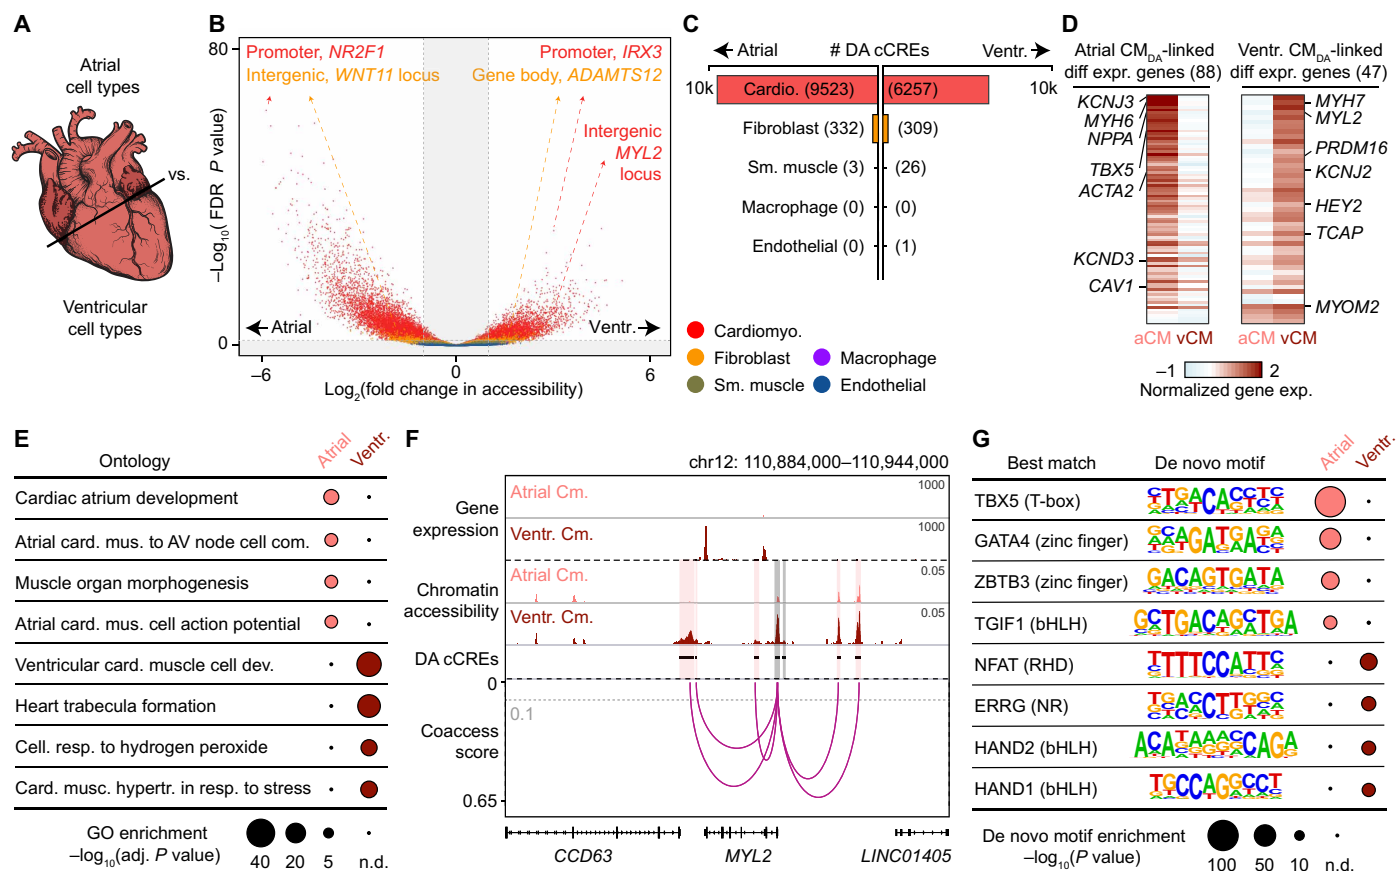 A
Atrial
cell types
vs.
Ventricular
cell types
B
80
Promoter, NR2F1
Intergenic, WNT11 locus
Promoter, IRX3
Gene body, ADAMTS12
Intergenic
MYL2
locus
–Log10( FDR P value)
Atrial
Ventr.
0
–6
0
6
Log2(fold change in accessibility)
C
Atrial
# DA cCREs
Ventr.
10k
10k
Cardio. (9523)
(6257)
Fibroblast (332)
(309)
Sm. muscle (3)
(26)
Macrophage (0)
(0)
Endothelial (0)
(1)
Cardiomyo.
Fibroblast
Macrophage
Sm. muscle
Endothelial
D
Atrial CMDA-linked
diff expr. genes (88)
Ventr. CMDA-linked
diff expr. genes (47)
KCNJ3
MYH6
NPPA
TBX5
ACTA2
KCND3
CAV1
MYH7
MYL2
PRDM16
KCNJ2
HEY2
TCAP
MYOM2
aCM vCM
aCM vCM
–1
2
Normalized gene exp.
E
Ontology
Atrial
Ventr.
Cardiac atrium development
Atrial card. mus. to AV node cell com.
Muscle organ morphogenesis
Atrial card. mus. cell action potential
Ventricular card. muscle cell dev.
Heart trabecula formation
Cell. resp. to hydrogen peroxide
Card. musc. hypertr. in resp. to stress
GO enrichment
–log10(adj. P value)
40
20
5
n.d.
F
chr12: 110,884,000–110,944,000
Gene
expression
Atrial Cm.
1000
Ventr. Cm.
1000
Chromatin
accessibility
Atrial Cm.
0.05
Ventr. Cm.
0.05
DA cCREs
0
0.1
Coaccess
score
0.65
CCD63
MYL2
LINC01405
G
Best match
De novo motif
Atrial
Ventr.
TBX5 (T-box)
GATA4 (zinc finger)
ZBTB3 (zinc finger)
GACAGTGATA
TGIF1 (bHLH)
GCTGACAGCTGA
NFAT (RHD)
TTTTCCATTC
ERRG (NR)
HAND2 (bHLH)
HAND1 (bHLH)
TGCCAGGCCT
De novo motif enrichment
–log10(P value)
100
50
10
n.d.